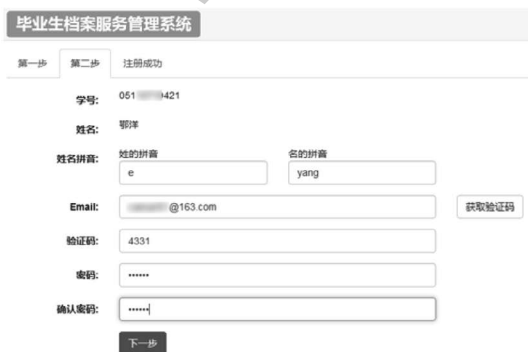 毕业生档案服务管理系统
第一步 第二步 注册成功
学号: 051 421
姓名: 鄂洋
姓的拼音 名的拼音
姓名拼音: e yang
Email: @163.com 获取验证码
验证码: 4331
密码: ••••••
确认密码: ••••••
下一步